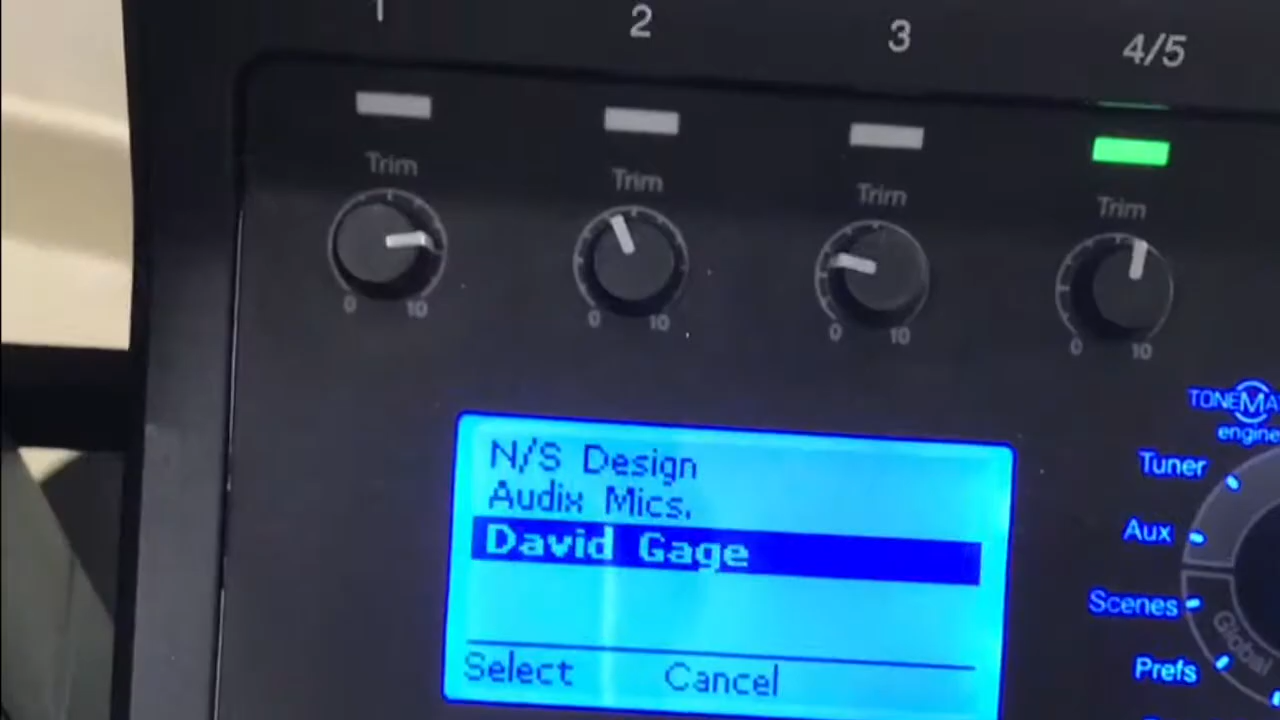 1 2 3 4/5
Trim Trim Trim Trim
0 10 0 10 0 10 0 10
N/S Design
Audix Mics.
David Gage
Select Cancel
engine
Tuner
Aux
Scenes
Prefs
Global